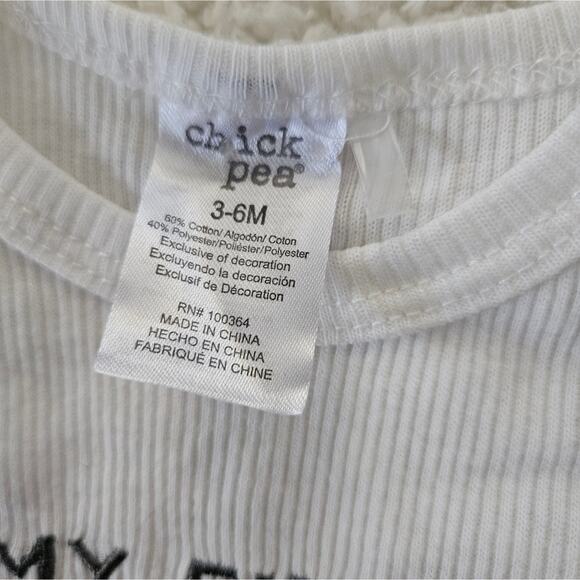 chick
pea®
3-6M
60% Cotton/ Algodón/ Coton
40% Polyester/Poliéster/Polyester
Exclusive of decoration
Excluyendo la decoración
Exclusif de Décoration
RN# 100364
MADE IN CHINA
HECHO EN CHINA
FABRIQUÉ EN CHINE
MY